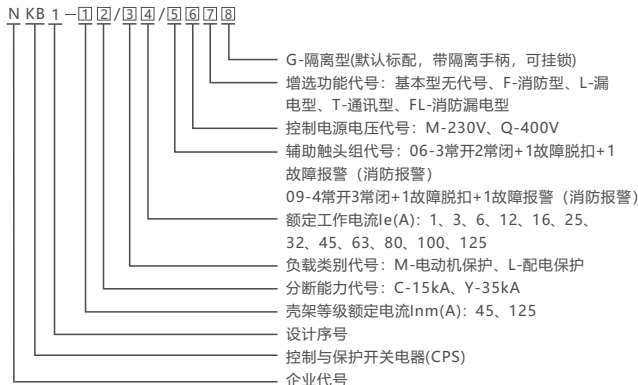 N KB 1-12/34/5678
G-隔离型(默认标配，带隔离手柄，可挂锁)
增选功能代号：基本型无代号、F-消防型、L-漏
电型、T-通讯型、FL-消防漏电型
控制电源电压代号：M-230V、Q-400V
辅助触头组代号：06-3常开2常闭+1故障脱扣+1
故障报警（消防报警）
09-4常开3常闭+1故障脱扣+1故障报警（消防报警）
额定工作电流Ie(A)：1、3、6、12、16、25、
32、45、63、80、100、125
负载类别代号：M-电动机保护、L-配电保护
分断能力代号：C-15kA、Y-35kA
壳架等级额定电流Inm(A)：45、125
设计序号
控制与保护开关电器(CPS)
企业代号